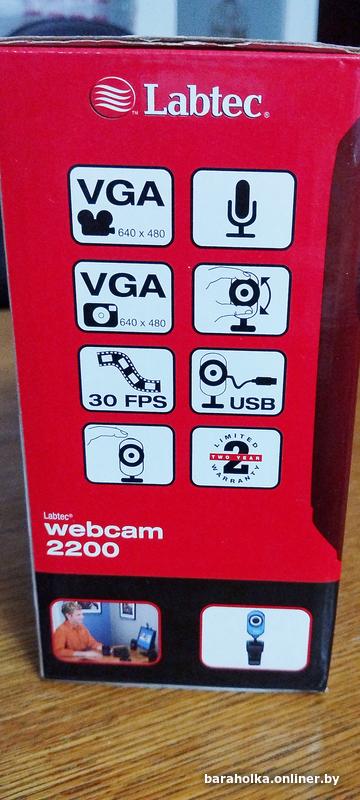 Labtec®
VGA
640 x 480
VGA
640 x 480
30 FPS
USB
LIMITED
2
TWO YEAR
WARRANTY
Labtec®
webcam
2200
baraholka.onliner.by